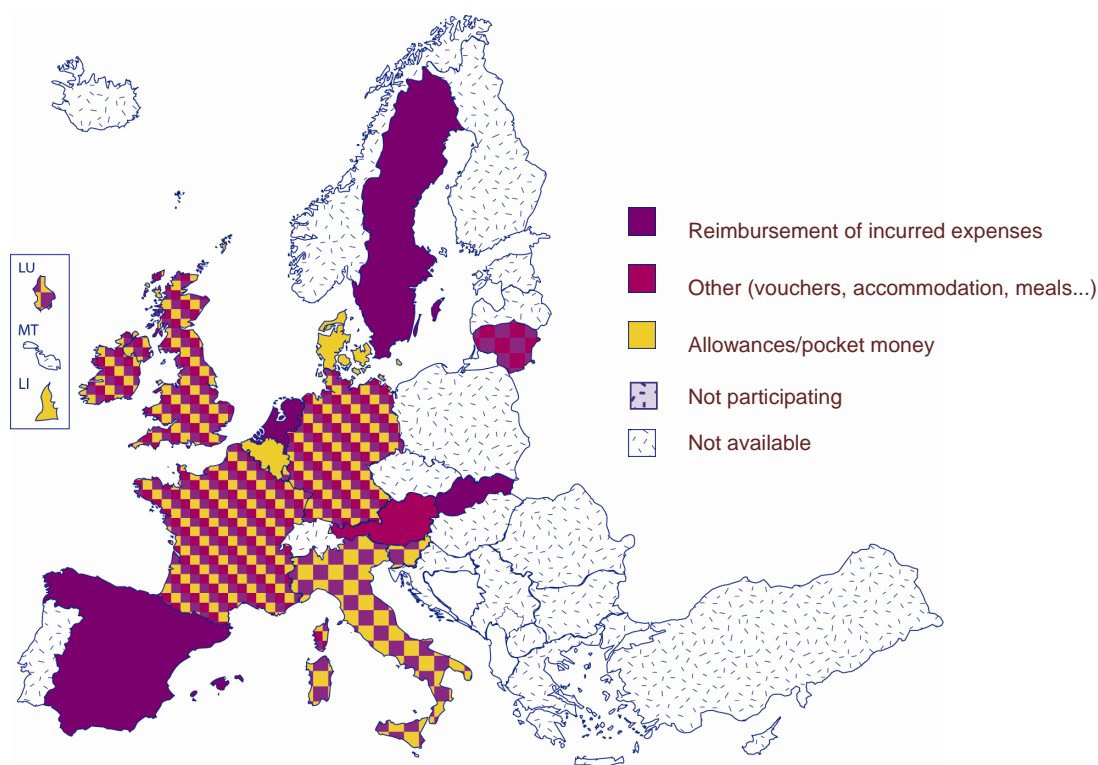 LU
MT
LI
Reimbursement of incurred expenses
Other (vouchers, accommodation, meals...)
Allowances/pocket money
Not participating
Not available